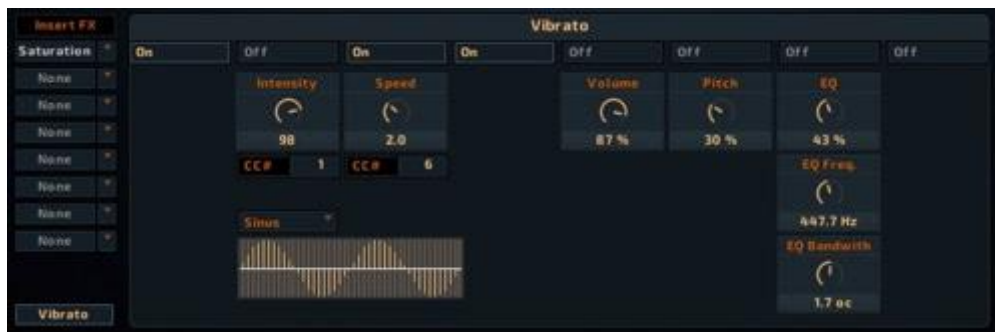 Insert FX
Vibrato
Saturation
On Off On On Off Off Off Off
None
None
None
None
None
None
None
Intensity Speed Volume Pitch EQ
98 2.0 87 % 30 % 43 %
CC# 1 CC# 6
EQ Freq.
447.7 Hz
Sinus
EQ Bandwith
1.7 oc
Vibrato